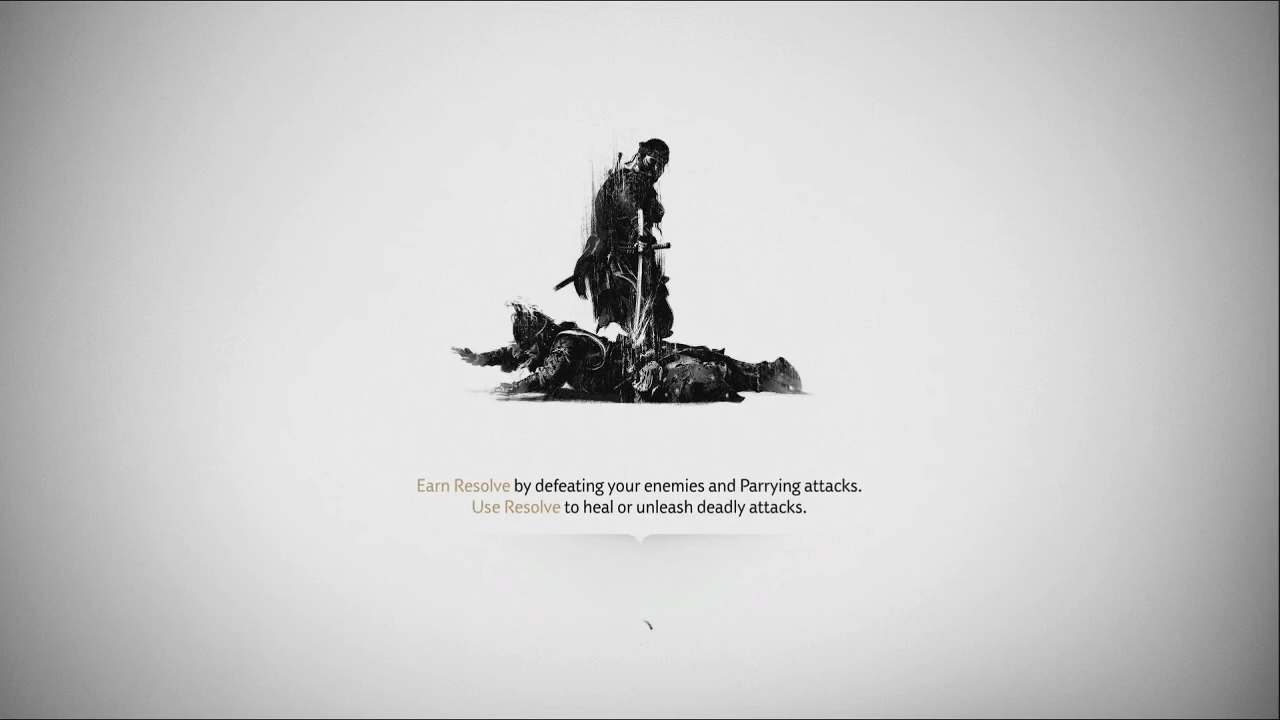 Earn Resolve by defeating your enemies and Parrying attacks.
Use Resolve to heal or unleash deadly attacks.